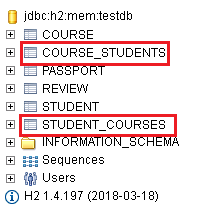 jdbc:h2:mem:testdb
COURSE
COURSE_STUDENTS
PASSPORT
REVIEW
STUDENT
STUDENT_COURSES
INFORMATION_SCHEMA
Sequences
Users
H2 1.4.197 (2018-03-18)